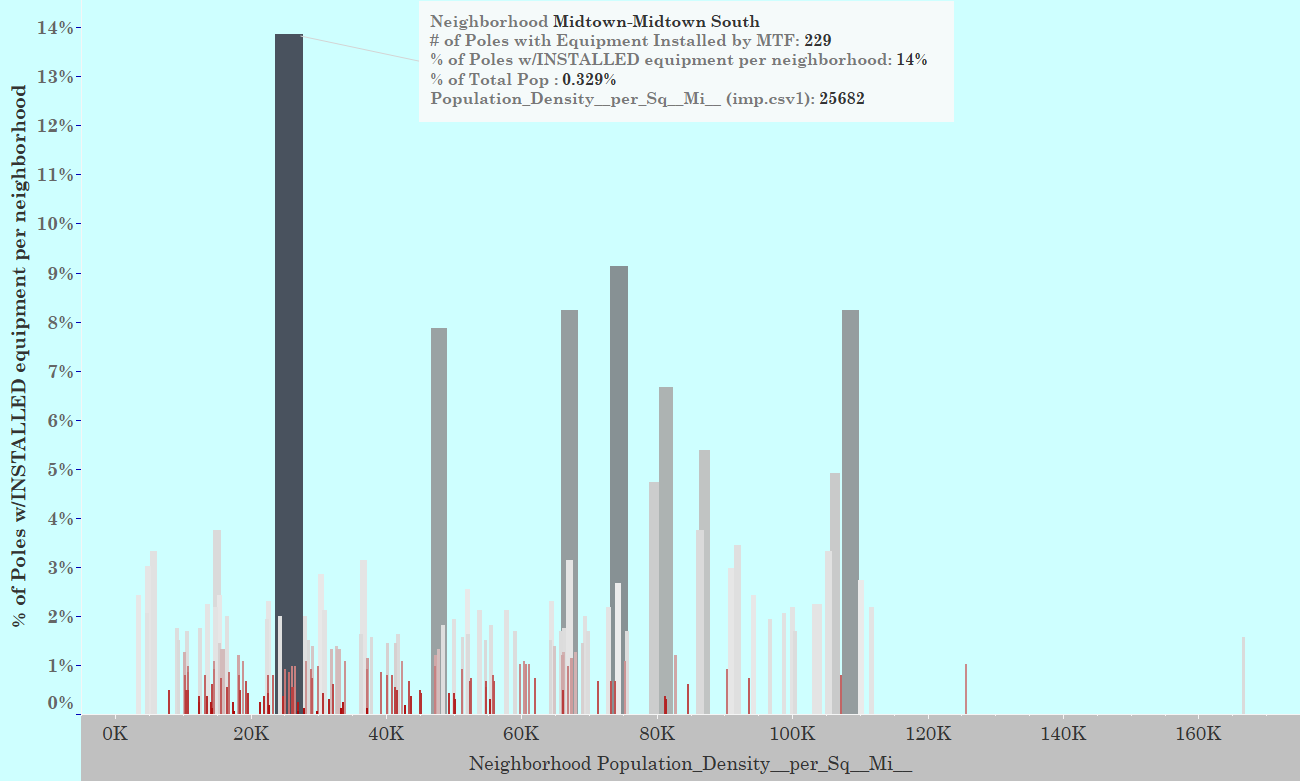 Neighborhood Midtown-Midtown South
# of Poles with Equipment Installed by MTF: 229
% of Poles w/INSTALLED equipment per neighborhood: 14%
% of Total Pop : 0.329%
Population_Density__per_Sq__Mi__ (imp.csv1): 25682
% of Poles w/INSTALLED equipment per neighborhood
14%
13%
12%
11%
10%
9%
8%
7%
6%
5%
4%
3%
2%
1%
0%
0K 20K 40K 60K 80K 100K 120K 140K 160K
Neighborhood Population_Density__per_Sq__Mi__